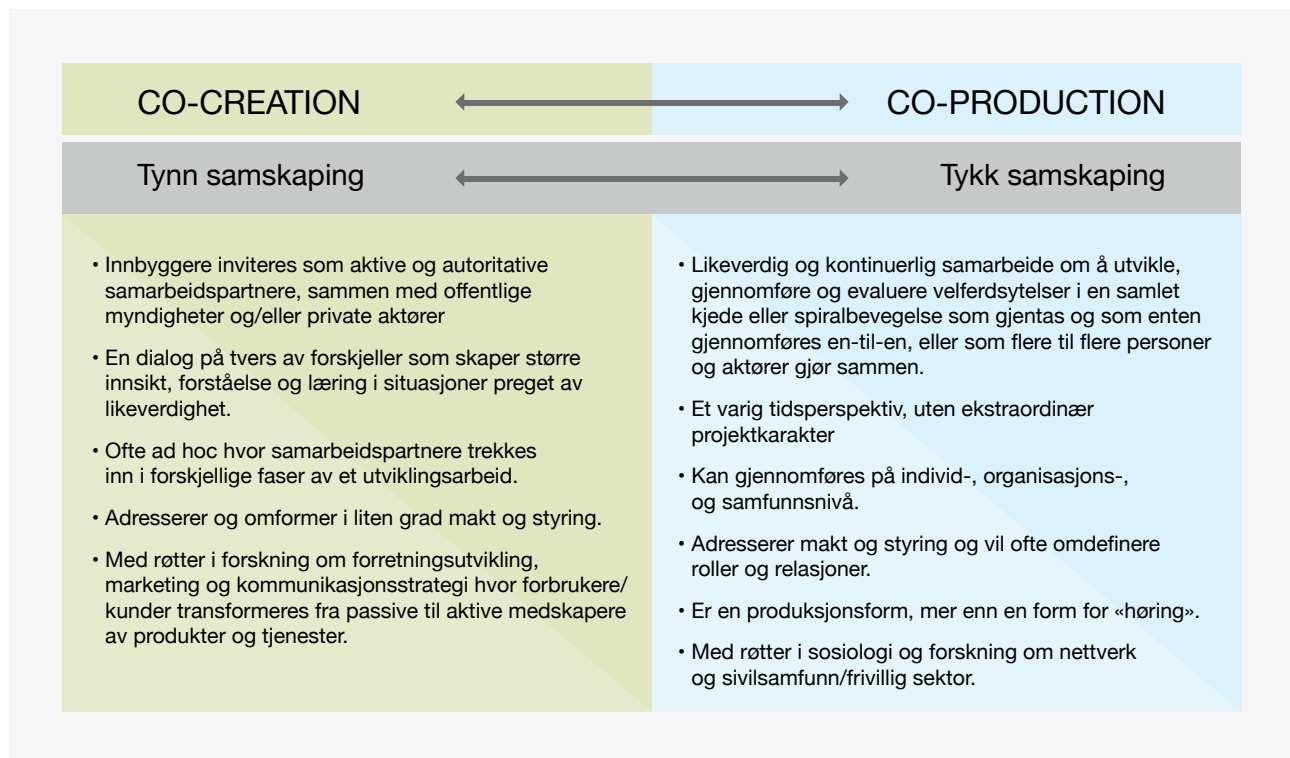 CO-CREATION
CO-PRODUCTION
Tynn samskaping
Tykk samskaping
• Innbyggere inviteres som aktive og autoritative
samarbeidspartnere, sammen med offentlige
myndigheter og/eller private aktører
• En dialog på tvers av forskjeller som skaper større
innsikt, forståelse og læring i situasjoner preget av
likeverdighet.
• Ofte ad hoc hvor samarbeidspartnere trekkes
inn i forskjellige faser av et utviklingsarbeid.
• Adresserer og omformer i liten grad makt og styring.
• Med røtter i forskning om forretningsutvikling,
marketing og kommunikasjonsstrategi hvor forbrukere/
kunder transformeres fra passive til aktive medskapere
av produkter og tjenester.
• Likeverdig og kontinuerlig samarbeide om å utvikle,
gjennomføre og evaluere velferdsytelser i en samlet
kjede eller spiralbevegelse som gjentas og som enten
gjennomføres en-til-en, eller som flere til flere personer
og aktører gjør sammen.
• Et varig tidsperspektiv, uten ekstraordinær
projektkarakter
• Kan gjennomføres på individ-, organisasjons-,
og samfunnsnivå.
• Adresserer makt og styring og vil ofte omdefinere
roller og relasjoner.
• Er en produksjonsform, mer enn en form for «høring».
• Med røtter i sosiologi og forskning om nettverk
og sivilsamfunn/frivillig sektor.